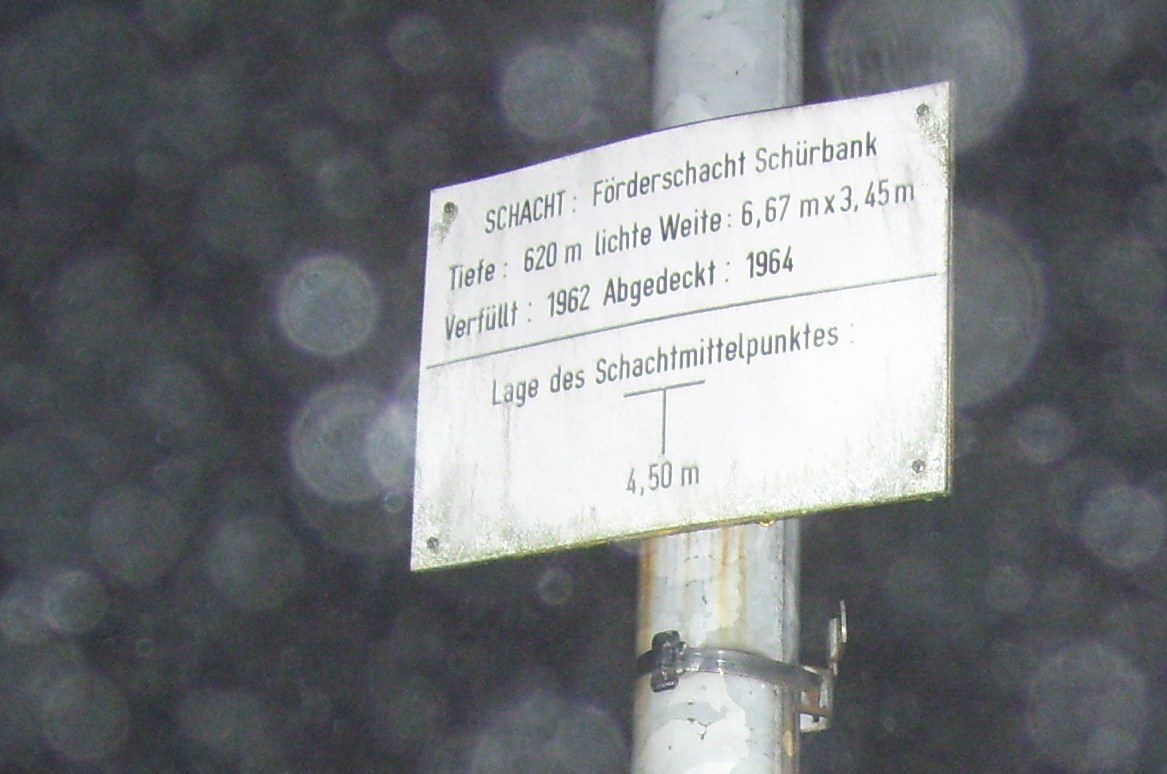 SCHACHT: Förderschacht Schürbank
Tiefe: 620 m lichte Weite: 6,67 m x 3,45 m
Verfüllt: 1962 Abgedeckt: 1964
Lage des Schachtmittelpunktes:
4,50 m